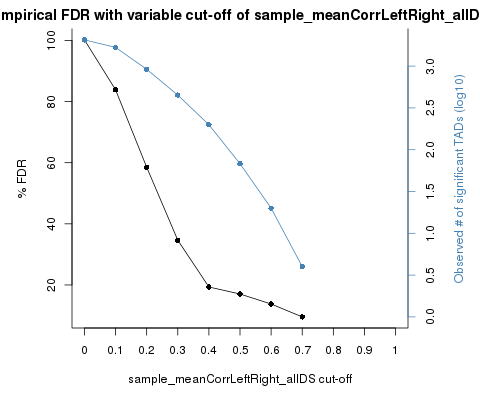 mpirical FDR with variable cut-off of sample_meanCorrLeftRight_allD
% FDR
100
80
60
40
20
0 0.1 0.2 0.3 0.4 0.5 0.6 0.7 0.8 0.9 1
sample_meanCorrLeftRight_allDS cut-off
3.0
2.5
2.0
1.5
1.0
0.5
0.0
Observed # of significant TADs (log10)